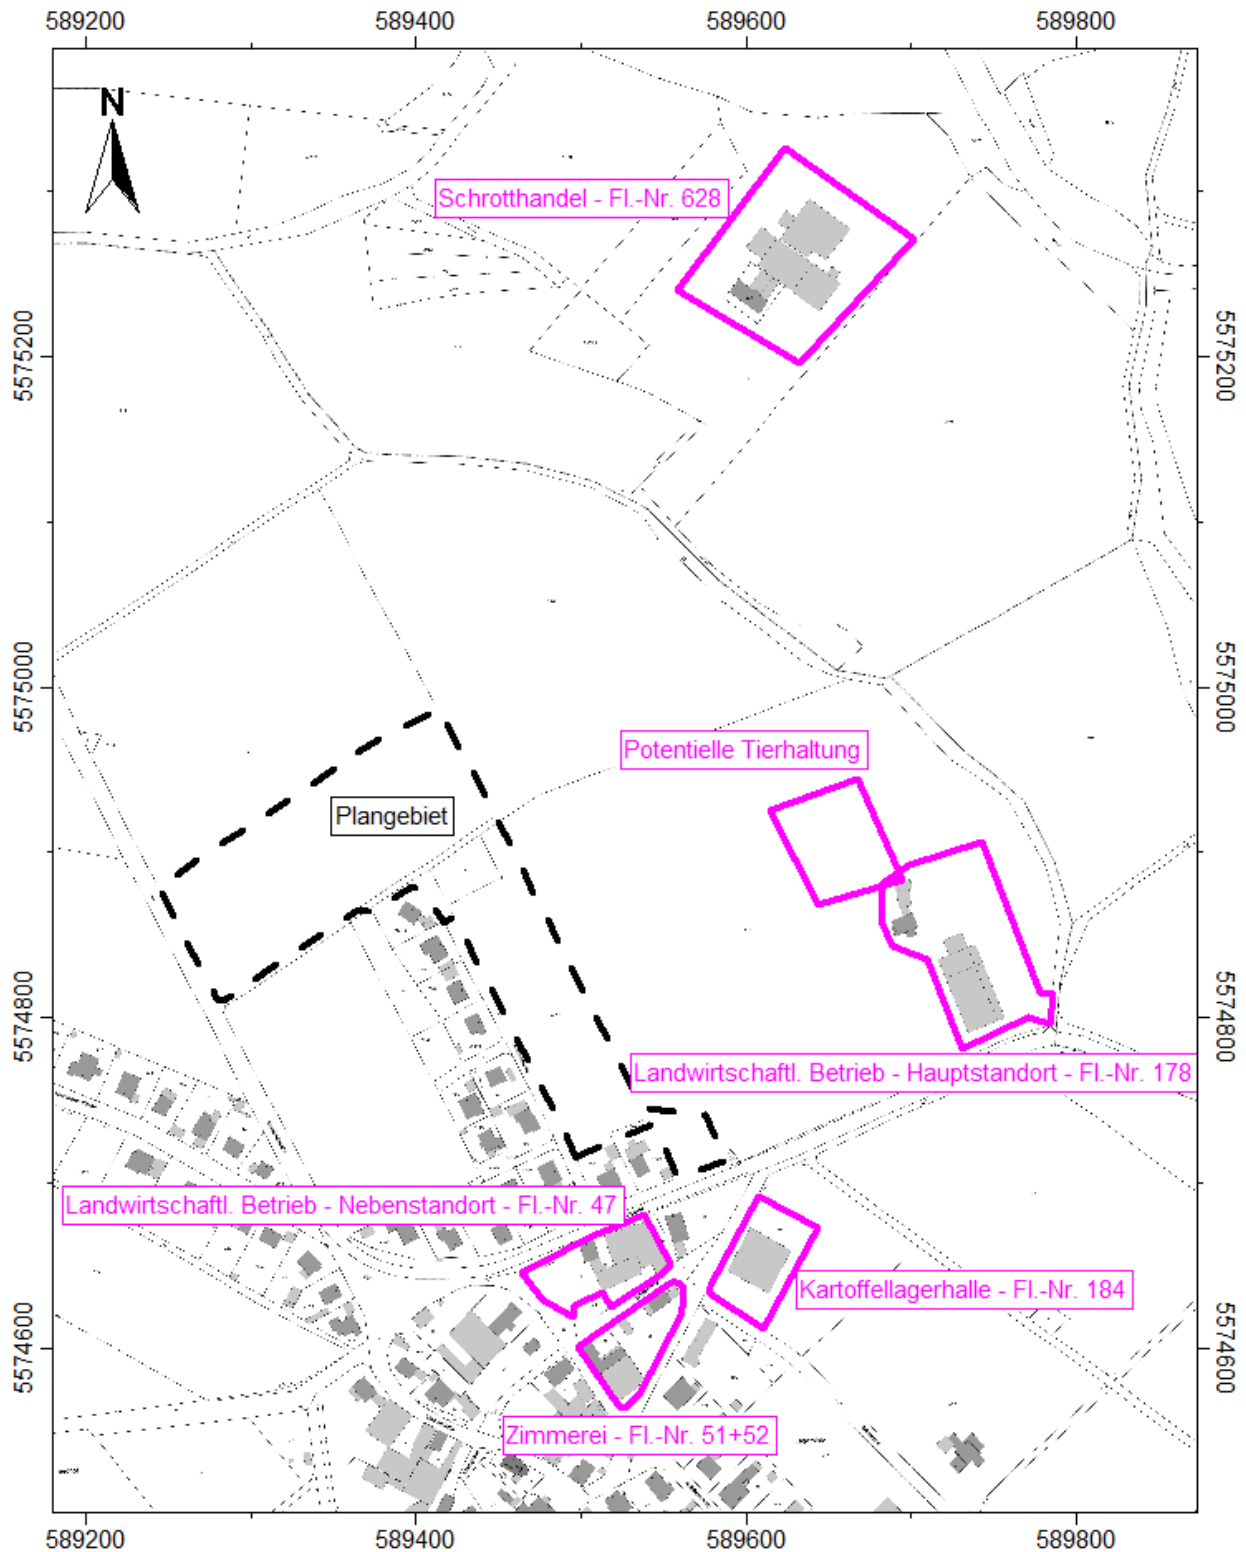 589200
589400
589600
589800
N
Schrotthandel - Fl.-Nr. 628
5575200
5575200
5575000
5575000
Potentielle Tierhaltung
Plangebiet
5574800
5574800
Landwirtschaftl. Betrieb - Hauptstandort - Fl.-Nr. 178
Landwirtschaftl. Betrieb - Nebenstandort - Fl.-Nr. 47
Kartoffellagerhalle - Fl.-Nr. 184
5574600
5574600
Zimmerei - Fl.-Nr. 51+52
589200
589400
589600
589800